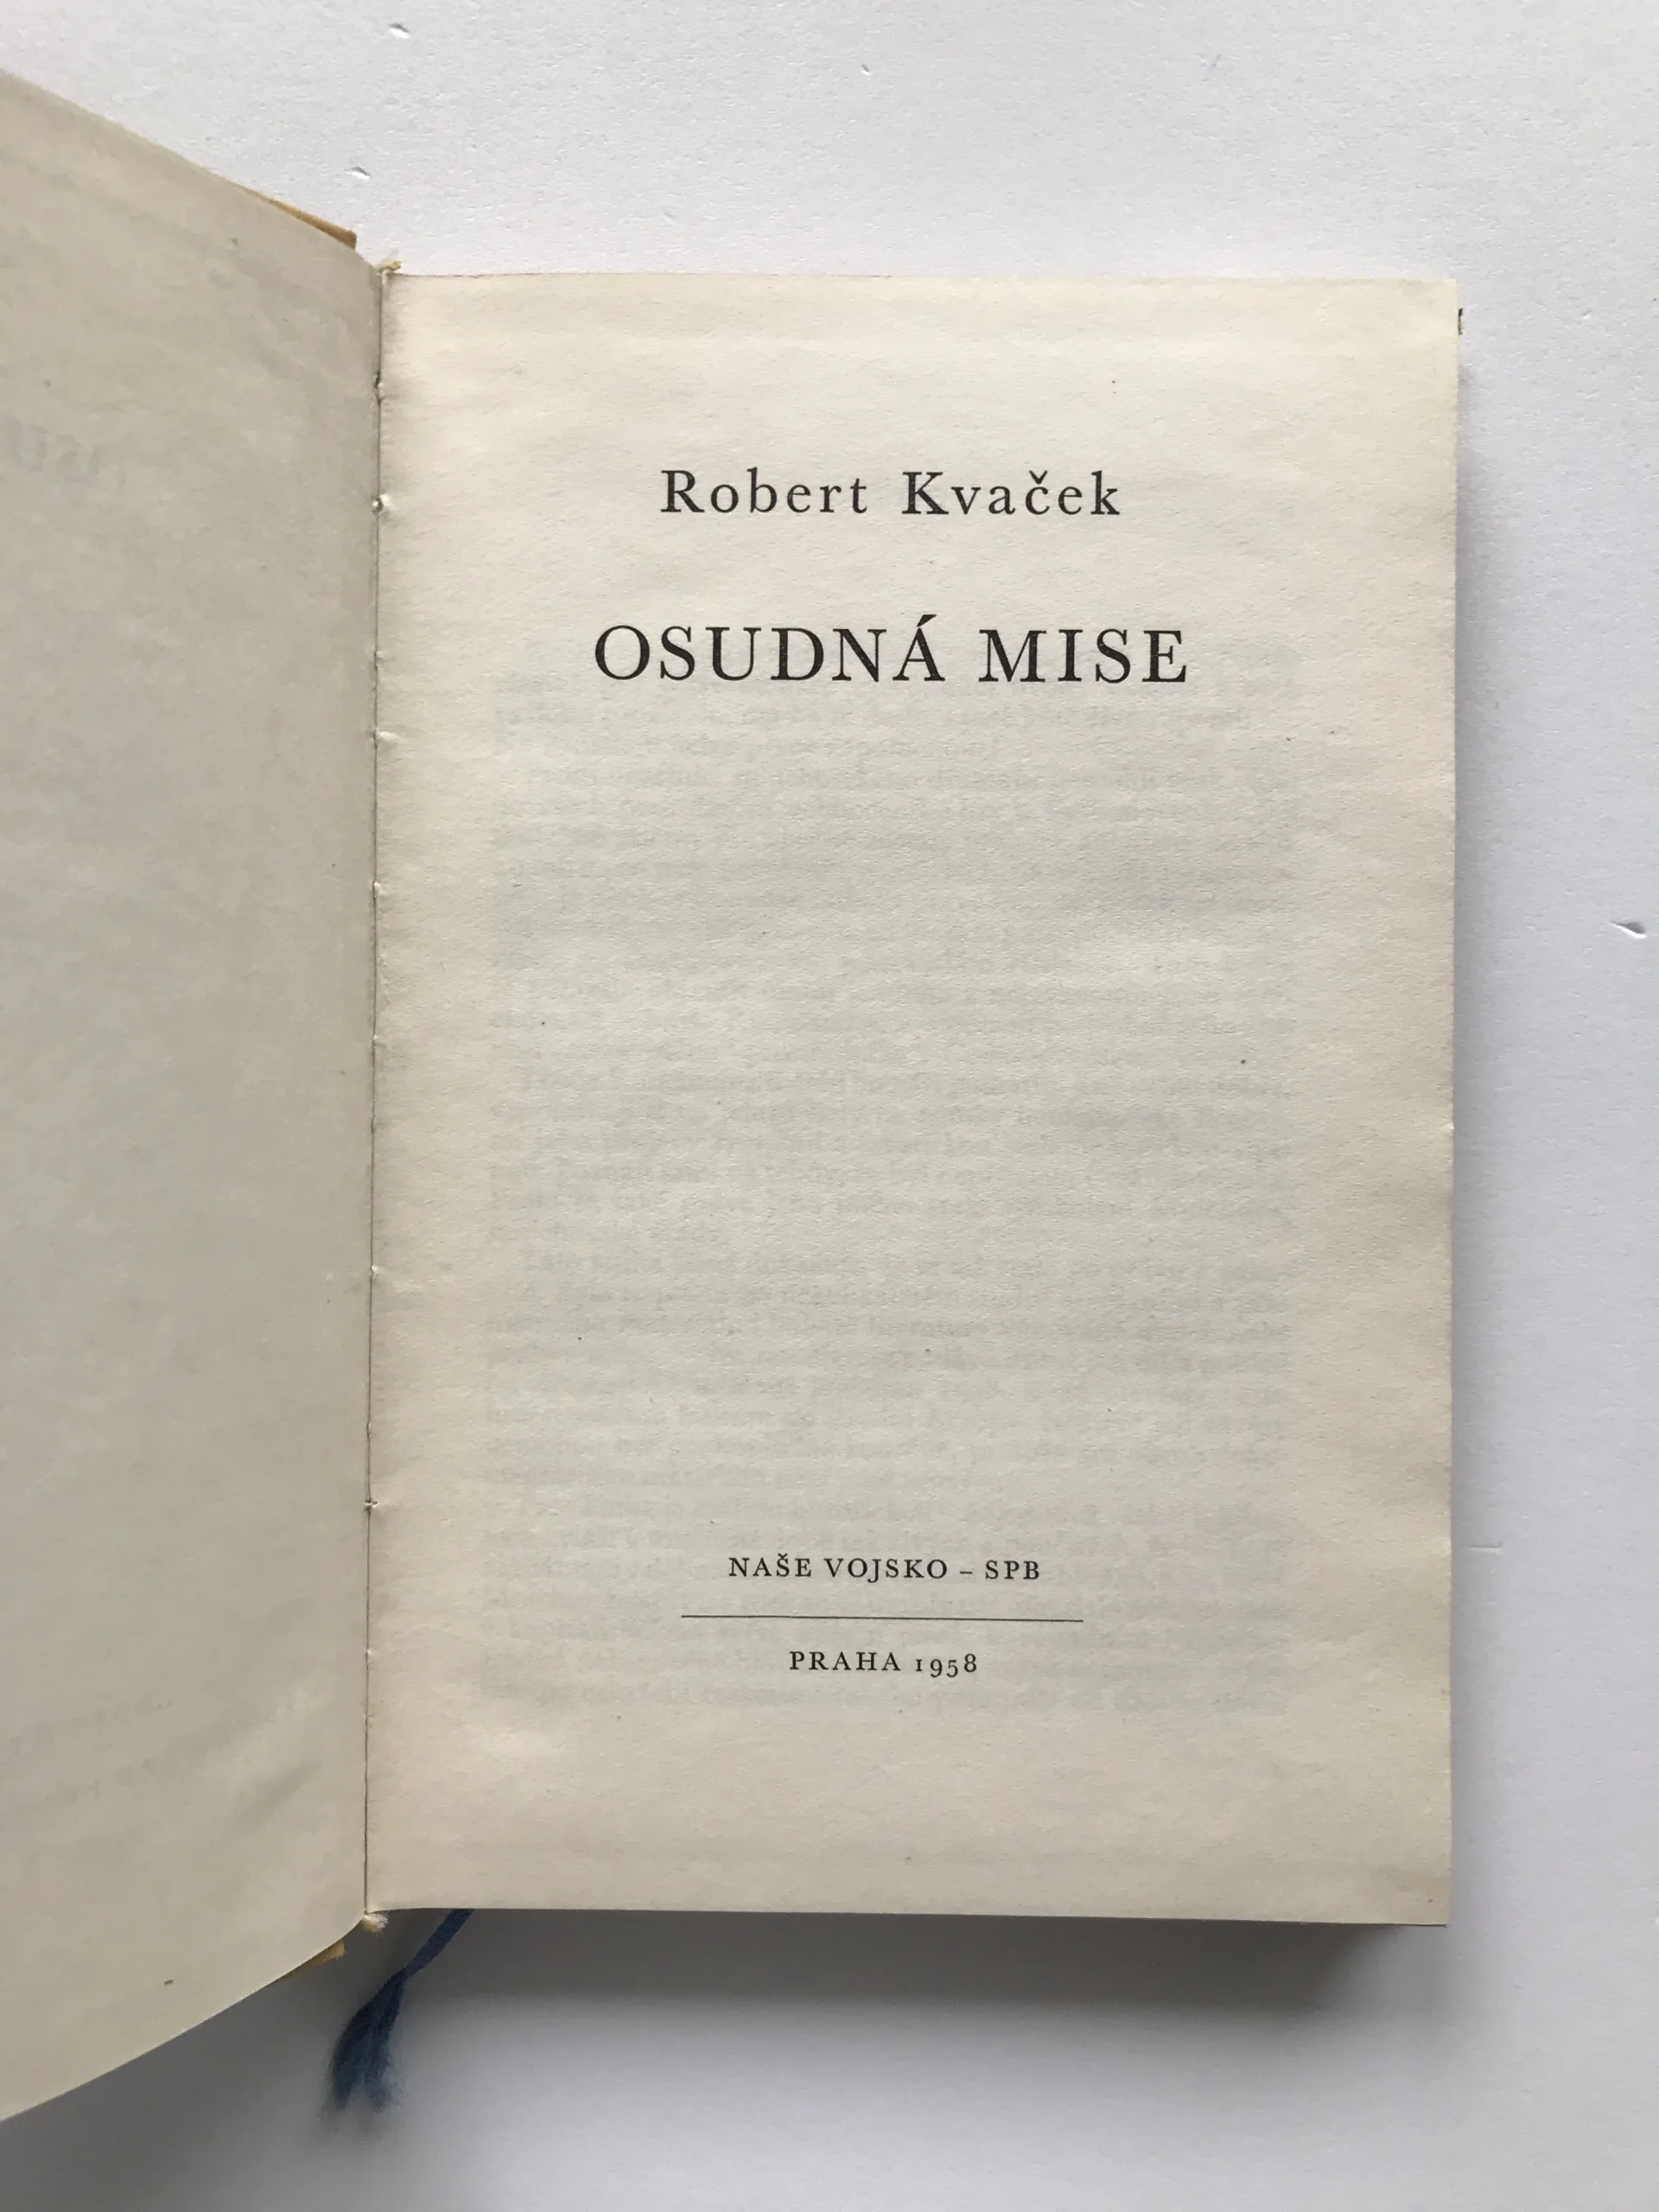 Robert Kvaček
OSUDNÁ MISE
NAŠE VOJSKO – SPB
PRAHA 1958